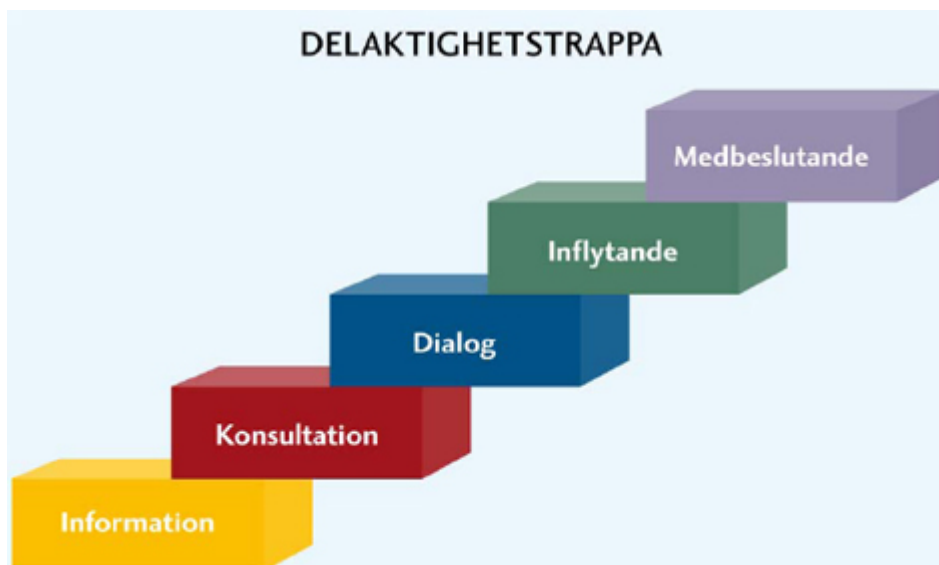 DELAKTIGHETSTRAPPA
Medbeslutande
Inflytande
Dialog
Konsultation
Information